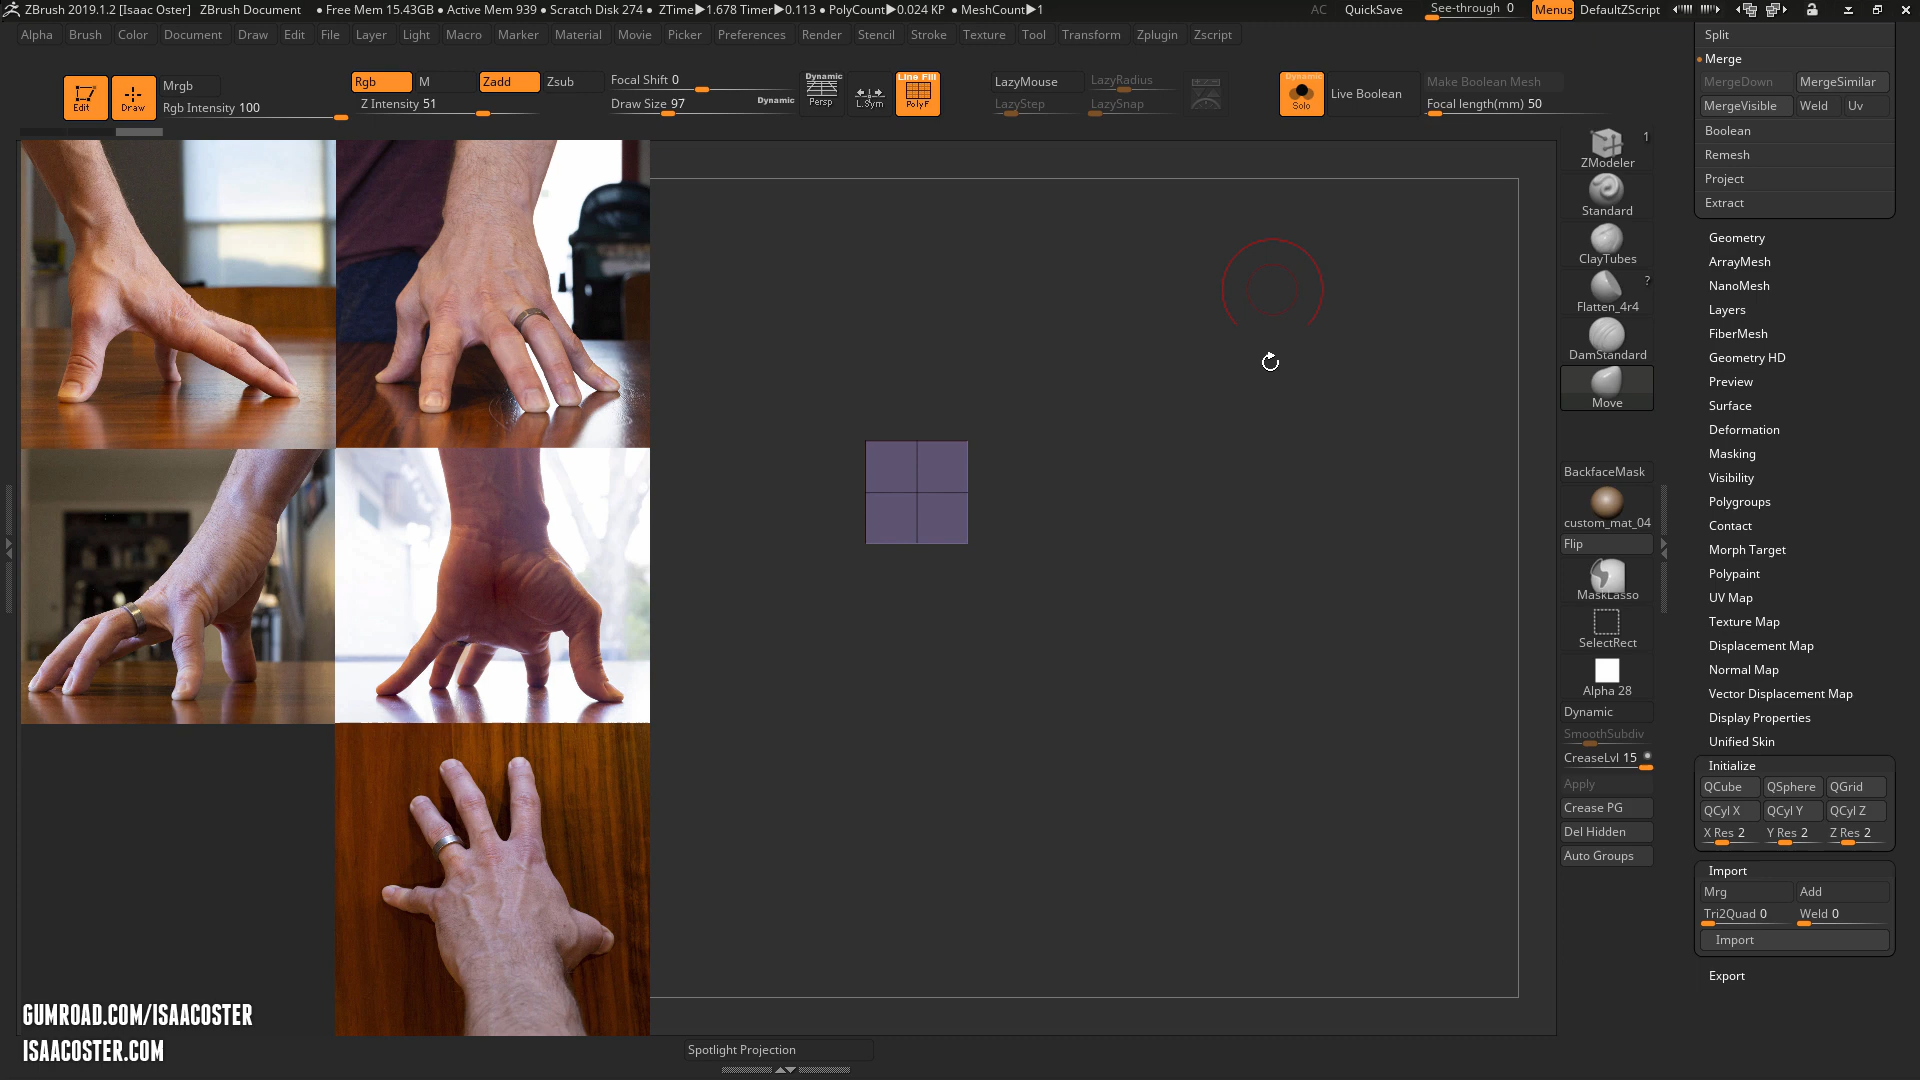 ZBrush 2019.1.2 [Isaac Oster] ZBrush Document • Free Mem 15.43GB • Active Mem 939 • Scratch Disk 274 • ZTime▶1.678 Timer▶0.113 • PolyCount▶0.024 KP • MeshCount▶1 AC QuickSave See-through 0 Menus DefaultZScript
Alpha Brush Color Document Draw Edit File Layer Light Macro Marker Material Movie Picker Preferences Render Stencil Stroke Texture Tool Transform Zplugin Zscript
Edit
Draw
Mrgb
Rgb Intensity 100
Rgb M Zadd Zsub
Z Intensity 51
Focal Shift 0
Draw Size 97 Dynamic
Dynamic
Persp
L.Sym
Line Fill
PolyF
LazyMouse LazyRadius
LazyStep LazySnap
Dynamic
Solo
Live Boolean
Make Boolean Mesh
Focal length(mm) 50
1
ZModeler
Standard
ClayTubes
?
Flatten_4r4
DamStandard
Move
BackfaceMask
custom_mat_04
Flip
MaskLasso
SelectRect
Alpha 28
Dynamic
SmoothSubdiv
CreaseLvl 15
Apply
Crease PG
Del Hidden
Auto Groups
Split
Merge
MergeDown MergeSimilar
MergeVisible Weld Uv
Boolean
Remesh
Project
Extract
Geometry
ArrayMesh
NanoMesh
Layers
FiberMesh
Geometry HD
Preview
Surface
Deformation
Masking
Visibility
Polygroups
Contact
Morph Target
Polypaint
UV Map
Texture Map
Displacement Map
Normal Map
Vector Displacement Map
Display Properties
Unified Skin
Initialize
QCube QSphere QGrid
QCyl X QCyl Y QCyl Z
X Res 2 Y Res 2 Z Res 2
Import
Mrg Add
Tri2Quad 0 Weld 0
Import
Export
GUMROAD.COM/ISAACOSTER
ISAACOSTER.COM
Spotlight Projection